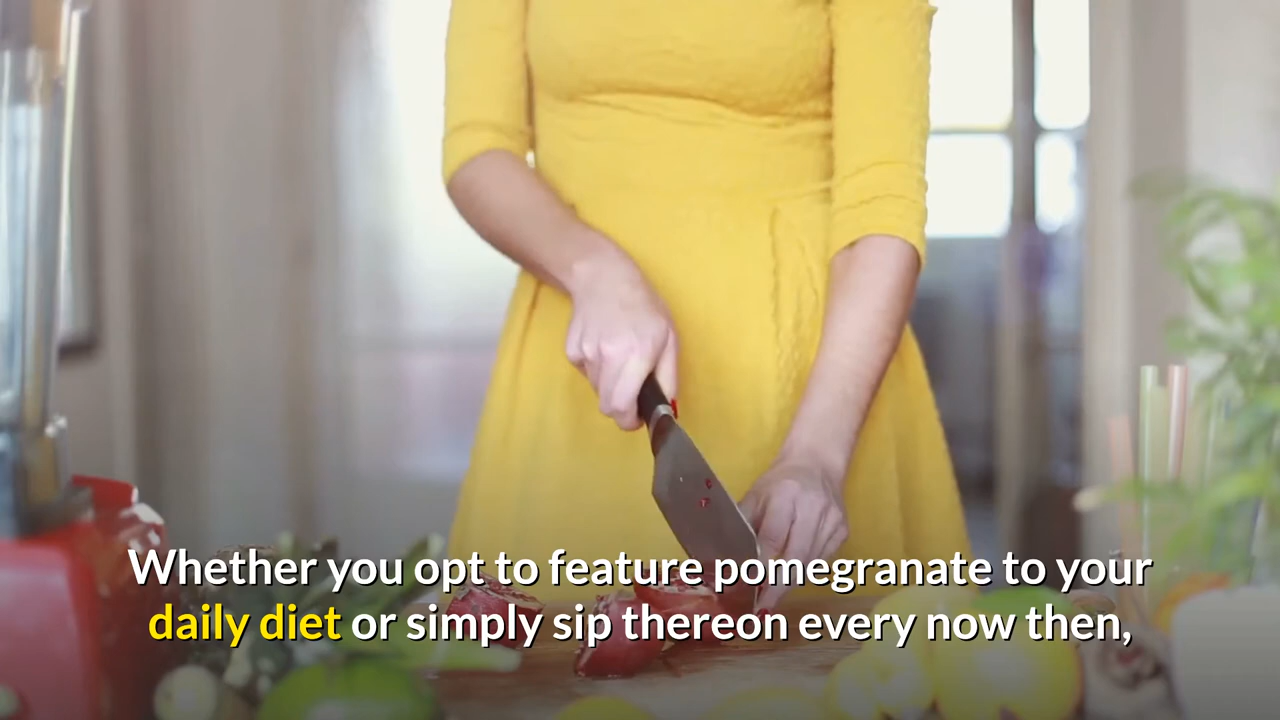 Whether you opt to feature pomegranate to your
daily diet or simply sip thereon every now then,